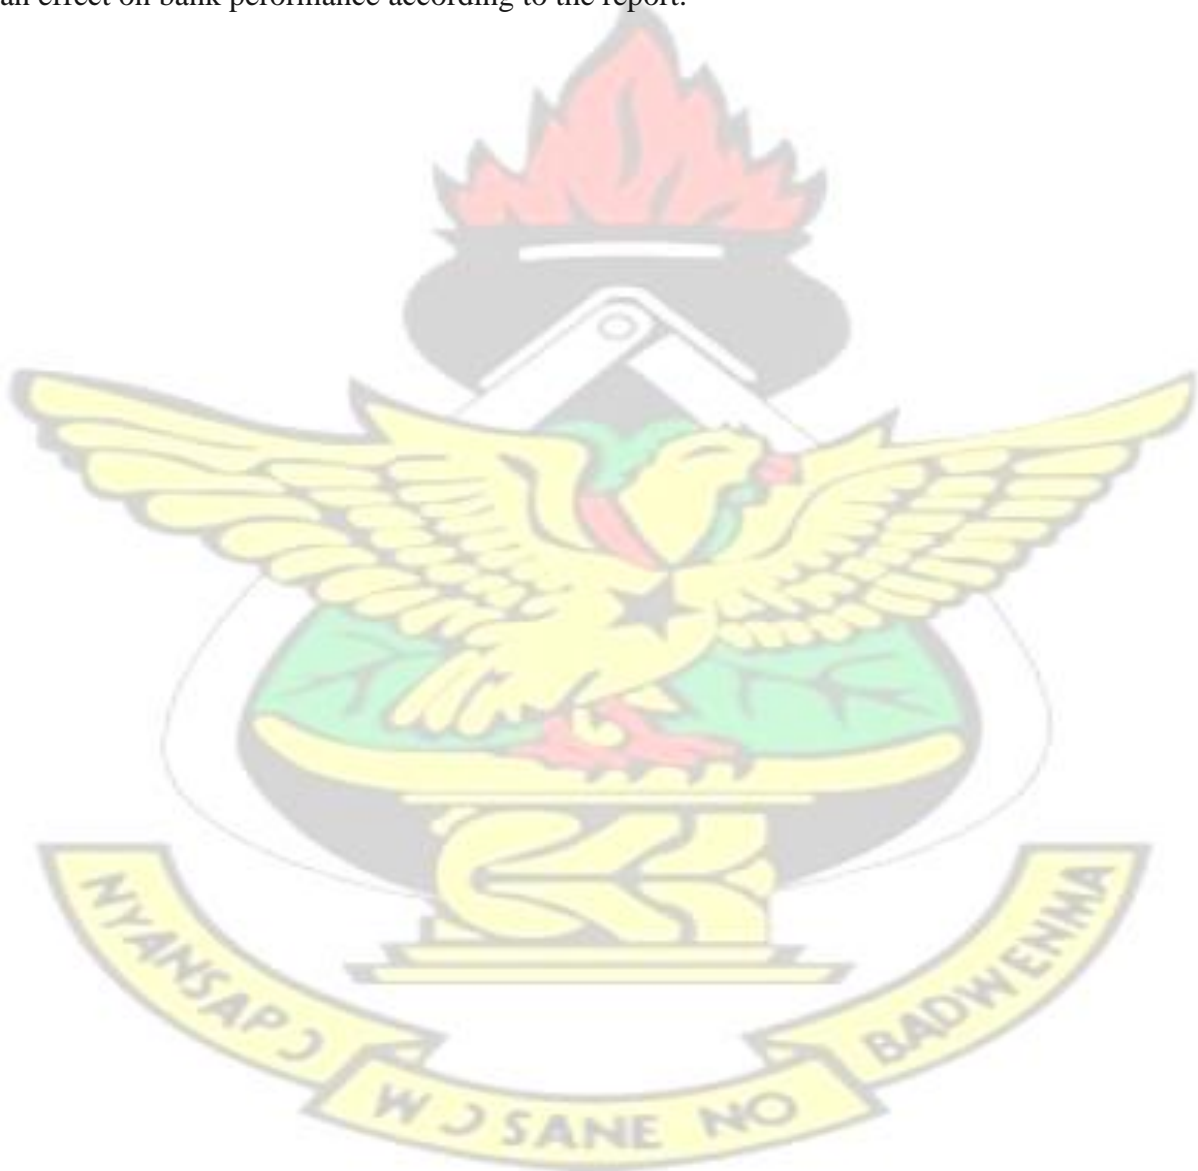 an effect on bank performance according to the report.
NYANSAPƆ
WƆSANE NO
BADWENMA